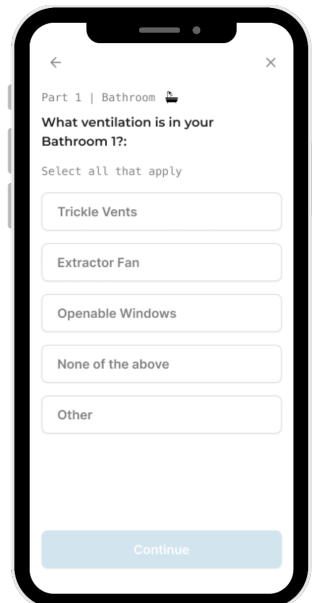 Part 1 | Bathroom 🛁
What ventilation is in your
Bathroom 1?:
Select all that apply
Trickle Vents
Extractor Fan
Openable Windows
None of the above
Other
Continue